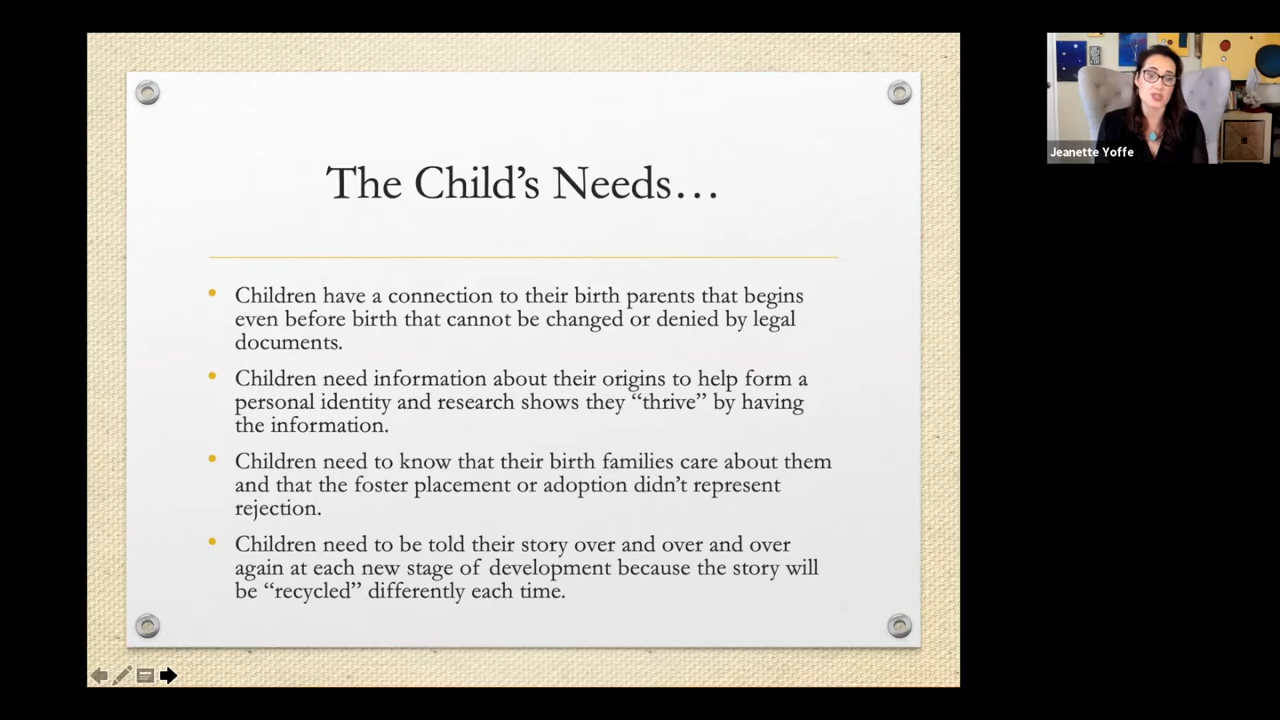 The Child’s Needs…
• Children have a connection to their birth parents that begins
even before birth that cannot be changed or denied by legal
documents.
• Children need information about their origins to help form a
personal identity and research shows they “thrive” by having
the information.
• Children need to know that their birth families care about them
and that the foster placement or adoption didn’t represent
rejection.
• Children need to be told their story over and over and over
again at each new stage of development because the story will
be “recycled” differently each time.
Jeanette Yoffe